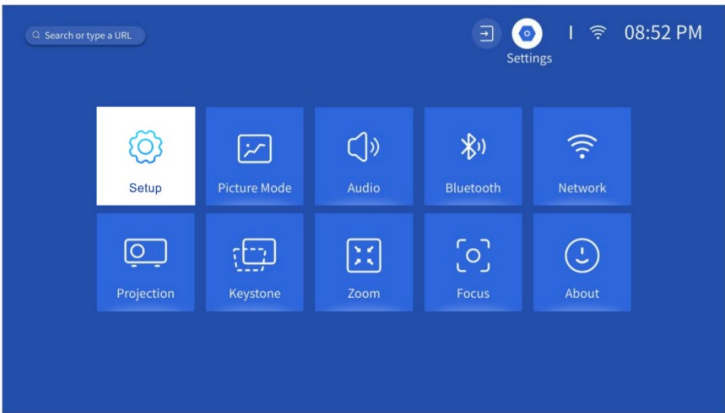 Search or type a URL
08:52 PM
Settings
Setup
Picture Mode
Audio
Bluetooth
Network
Projection
Keystone
Zoom
Focus
About